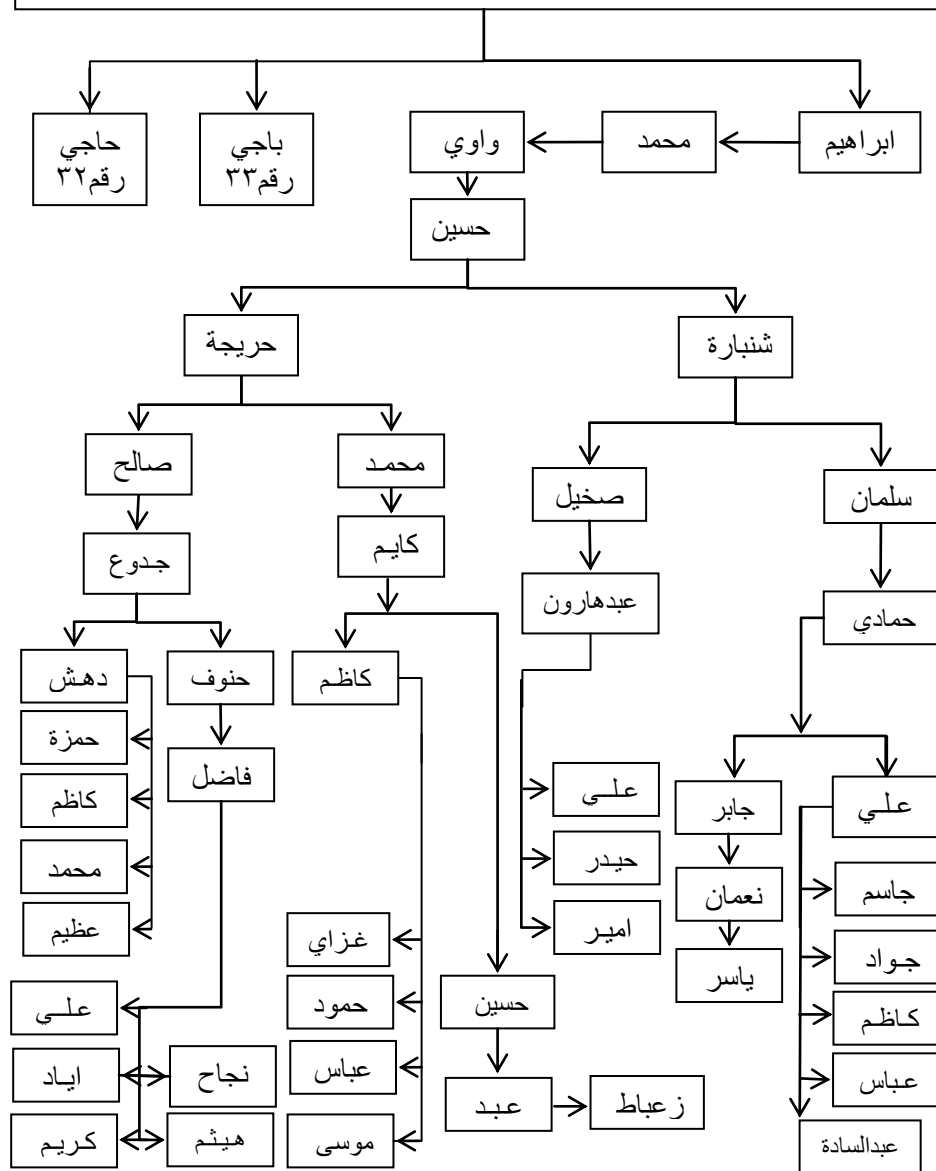 ابراهيم
محمد
واوي
باجي
رقم٣٣
حاجي
رقم٣٢
حسين
شنبارة
حريجة
سلمان
صخيل
محمد
صالح
حمادي
عبدهارون
كايم
جدوع
كاظم
حنوف
دهش
علي
جابر
علي
فاضل
حمزة
كاظم
محمد
عظيم
حيدر
امير
نعمان
ياسر
جاسم
جواد
كاظم
عباس
عبدالسادة
غزاي
حمود
عباس
موسى
حسين
عبد
زعباط
علي
نجاح
اياد
هيثم
كريم